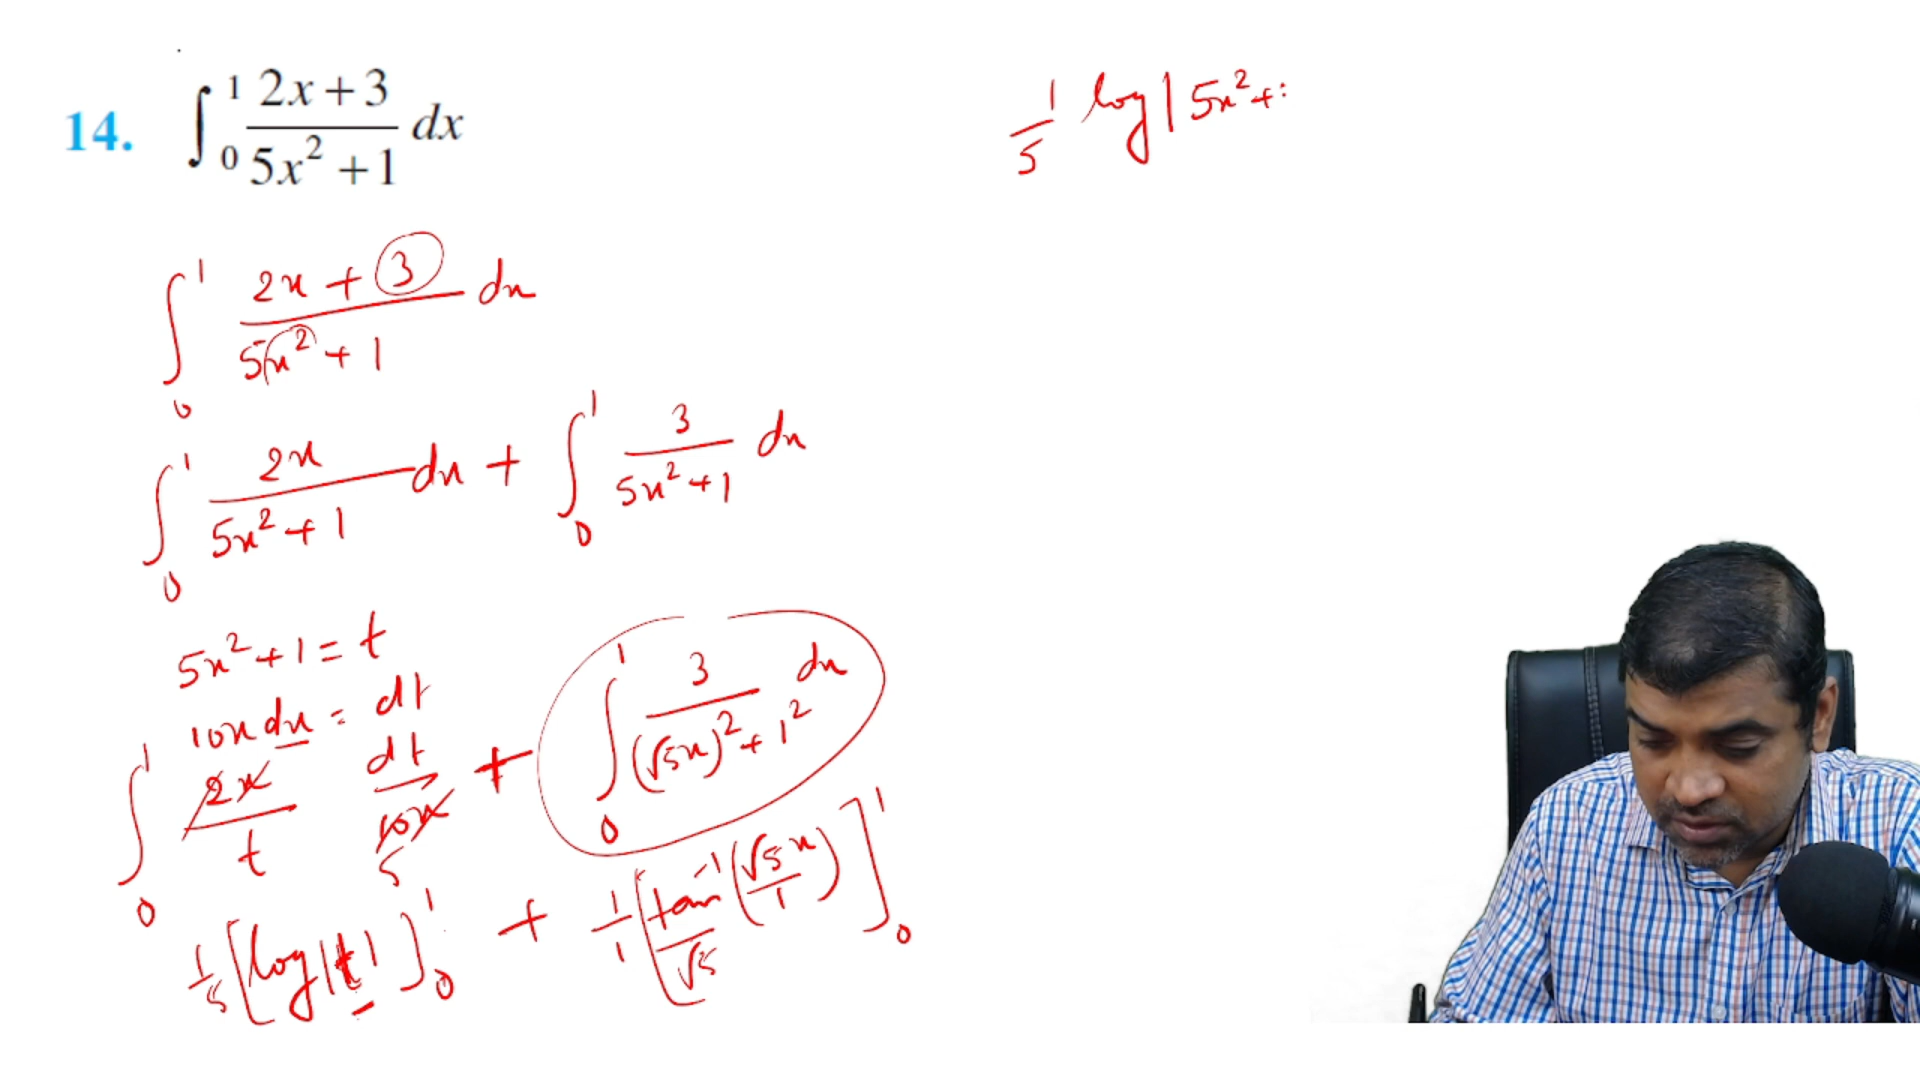 14. ∫₀¹ (2x+3)/(5x²+1) dx
∫₀¹ (2x + 3)/(5x² + 1) dx
∫₀¹ 2x/(5x² + 1) dx + ∫₀¹ 3/(5x² + 1) dx
5x² + 1 = t
10x dx = dt
∫₀¹ 2x/t dt/10x 5 + ∫₀¹ 3/((√5x)² + 1²) dx
1/5 [log|t|]₀¹ + 1/1 [tan⁻¹(√5x/1)/√5]₀¹
1/5 log|5x² +